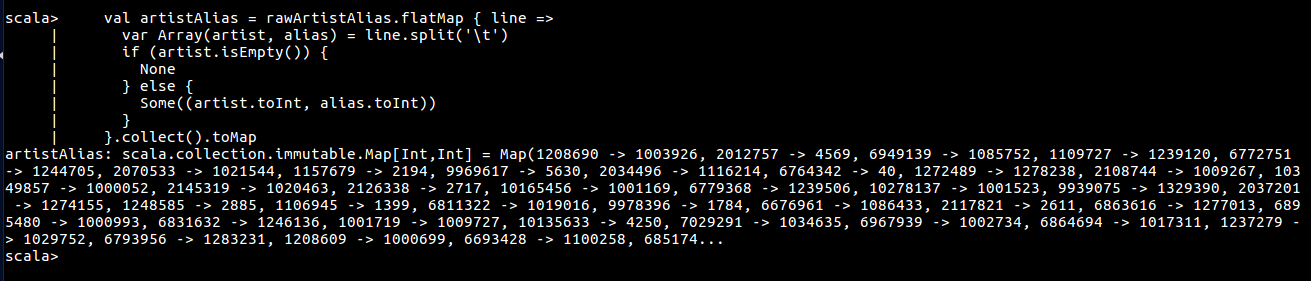 scala>     val artistAlias = rawArtistAlias.flatMap { line =>
     |       var Array(artist, alias) = line.split('\t')
     |       if (artist.isEmpty()) {
     |         None
     |       } else {
     |         Some((artist.toInt, alias.toInt))
     |       }
     |     }.collect().toMap
artistAlias: scala.collection.immutable.Map[Int,Int] = Map(1208690 -> 1003926, 2012757 -> 4569, 6949139 -> 1085752, 1109727 -> 1239120, 6772751
-> 1244705, 2070533 -> 1021544, 1157679 -> 2194, 9969617 -> 5630, 2034496 -> 1116214, 6764342 -> 40, 1272489 -> 1278238, 2108744 -> 1009267, 103
49857 -> 1000052, 2145319 -> 1020463, 2126338 -> 2717, 10165456 -> 1001169, 6779368 -> 1239506, 10278137 -> 1001523, 9939075 -> 1329390, 2037201
 -> 1274155, 1248585 -> 2885, 1106945 -> 1399, 6811322 -> 1019016, 9978396 -> 1784, 6676961 -> 1086433, 2117821 -> 2611, 6863616 -> 1277013, 689
5480 -> 1000993, 6831632 -> 1246136, 1001719 -> 1009727, 10135633 -> 4250, 7029291 -> 1034635, 6967939 -> 1002734, 6864694 -> 1017311, 1237279 -
> 1029752, 6793956 -> 1283231, 1208609 -> 1000699, 6693428 -> 1100258, 685174...
scala>